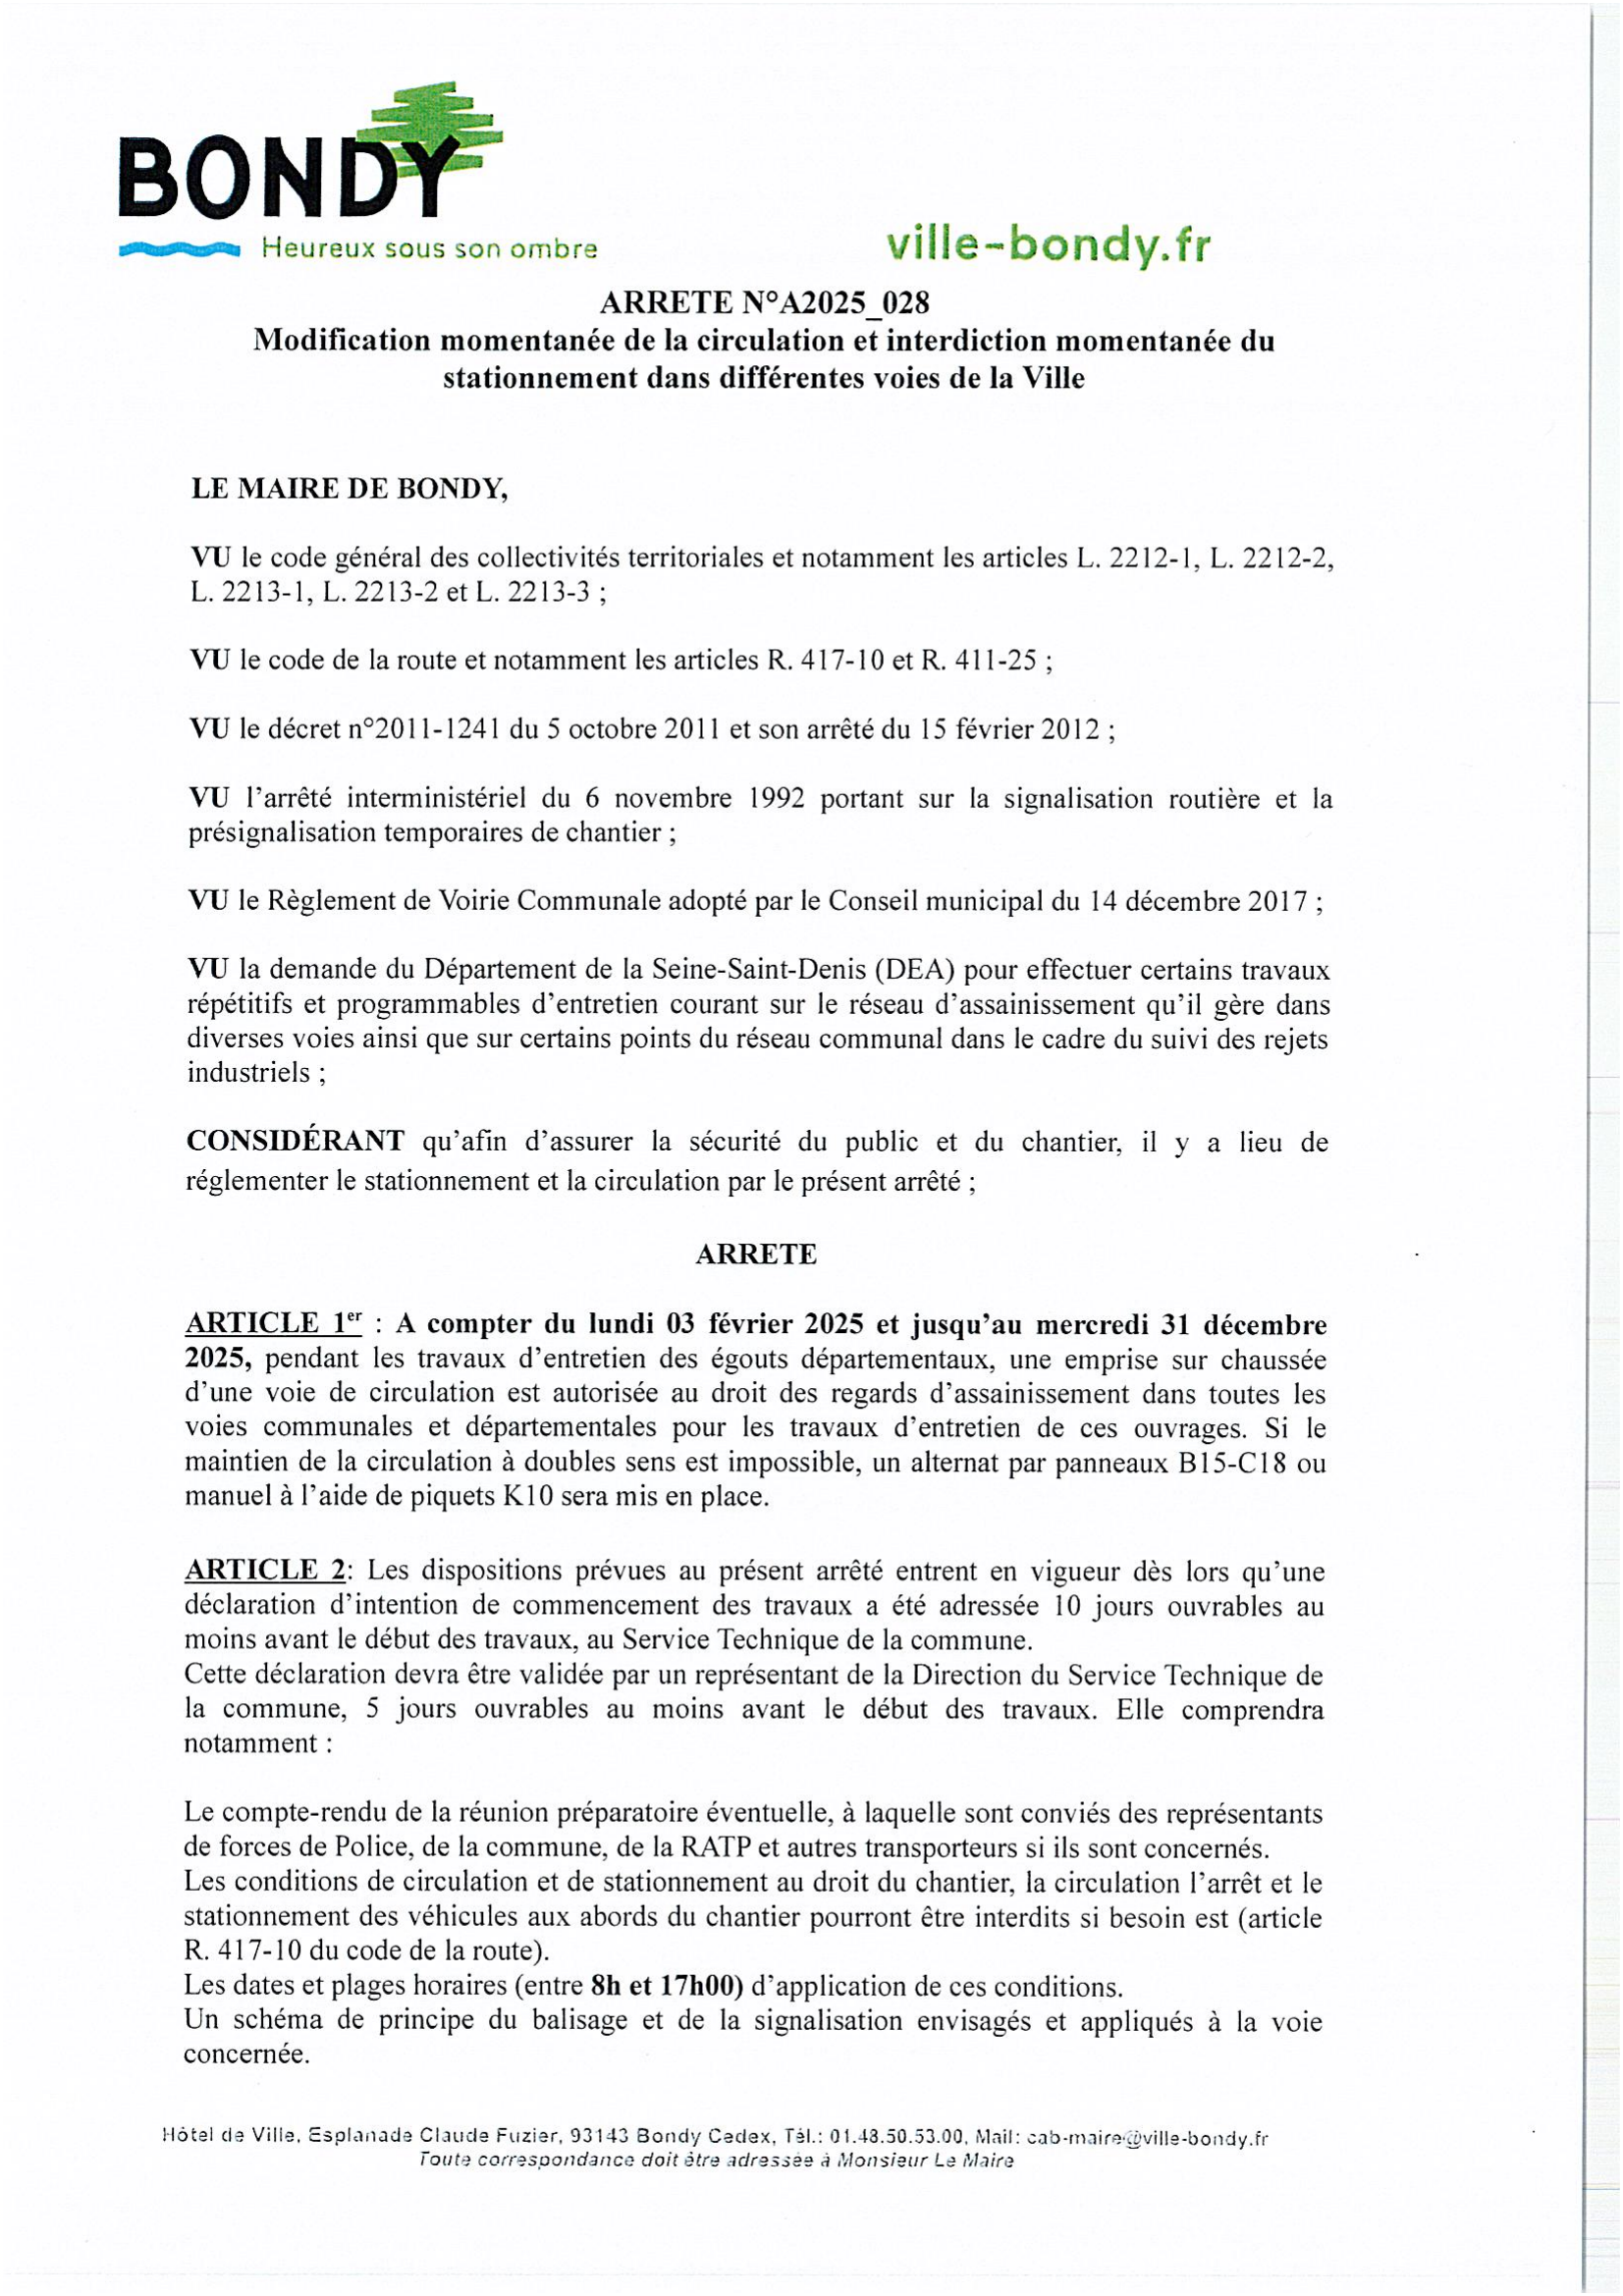 BONDY
Heureux sous son ombre
ville-bondy.fr
ARRETE N°A2025_028
Modification momentanée de la circulation et interdiction momentanée du
stationnement dans différentes voies de la Ville
LE MAIRE DE BONDY,
VU le code général des collectivités territoriales et notamment les articles L. 2212-1, L. 2212-2,
L. 2213-1, L. 2213-2 et L. 2213-3 ;
VU le code de la route et notamment les articles R. 417-10 et R. 411-25 ;
VU le décret n°2011-1241 du 5 octobre 2011 et son arrêté du 15 février 2012 ;
VU l’arrêté interministériel du 6 novembre 1992 portant sur la signalisation routière et la
présignalisation temporaires de chantier ;
VU le Règlement de Voirie Communale adopté par le Conseil municipal du 14 décembre 2017 ;
VU la demande du Département de la Seine-Saint-Denis (DEA) pour effectuer certains travaux
répétitifs et programmables d’entretien courant sur le réseau d’assainissement qu’il gère dans
diverses voies ainsi que sur certains points du réseau communal dans le cadre du suivi des rejets
industriels ;
CONSIDÉRANT qu’afin d’assurer la sécurité du public et du chantier, il y a lieu de
réglementer le stationnement et la circulation par le présent arrêté ;
ARRETE
ARTICLE 1er : A compter du lundi 03 février 2025 et jusqu’au mercredi 31 décembre
2025, pendant les travaux d’entretien des égouts départementaux, une emprise sur chaussée
d’une voie de circulation est autorisée au droit des regards d’assainissement dans toutes les
voies communales et départementales pour les travaux d’entretien de ces ouvrages. Si le
maintien de la circulation à doubles sens est impossible, un alternat par panneaux B15-C18 ou
manuel à l’aide de piquets K10 sera mis en place.
ARTICLE 2: Les dispositions prévues au présent arrêté entrent en vigueur dès lors qu’une
déclaration d’intention de commencement des travaux a été adressée 10 jours ouvrables au
moins avant le début des travaux, au Service Technique de la commune.
Cette déclaration devra être validée par un représentant de la Direction du Service Technique de
la commune, 5 jours ouvrables au moins avant le début des travaux. Elle comprendra
notamment :
Le compte-rendu de la réunion préparatoire éventuelle, à laquelle sont conviés des représentants
de forces de Police, de la commune, de la RATP et autres transporteurs si ils sont concernés.
Les conditions de circulation et de stationnement au droit du chantier, la circulation l’arrêt et le
stationnement des véhicules aux abords du chantier pourront être interdits si besoin est (article
R. 417-10 du code de la route).
Les dates et plages horaires (entre 8h et 17h00) d’application de ces conditions.
Un schéma de principe du balisage et de la signalisation envisagés et appliqués à la voie
concernée.
Hôtel de Ville, Esplanade Claude Fuzier, 93143 Bondy Cedex, Tél.: 01.48.50.53.00, Mail: cab-maire@ville-bondy.fr
Toute correspondance doit être adressée à Monsieur Le Maire